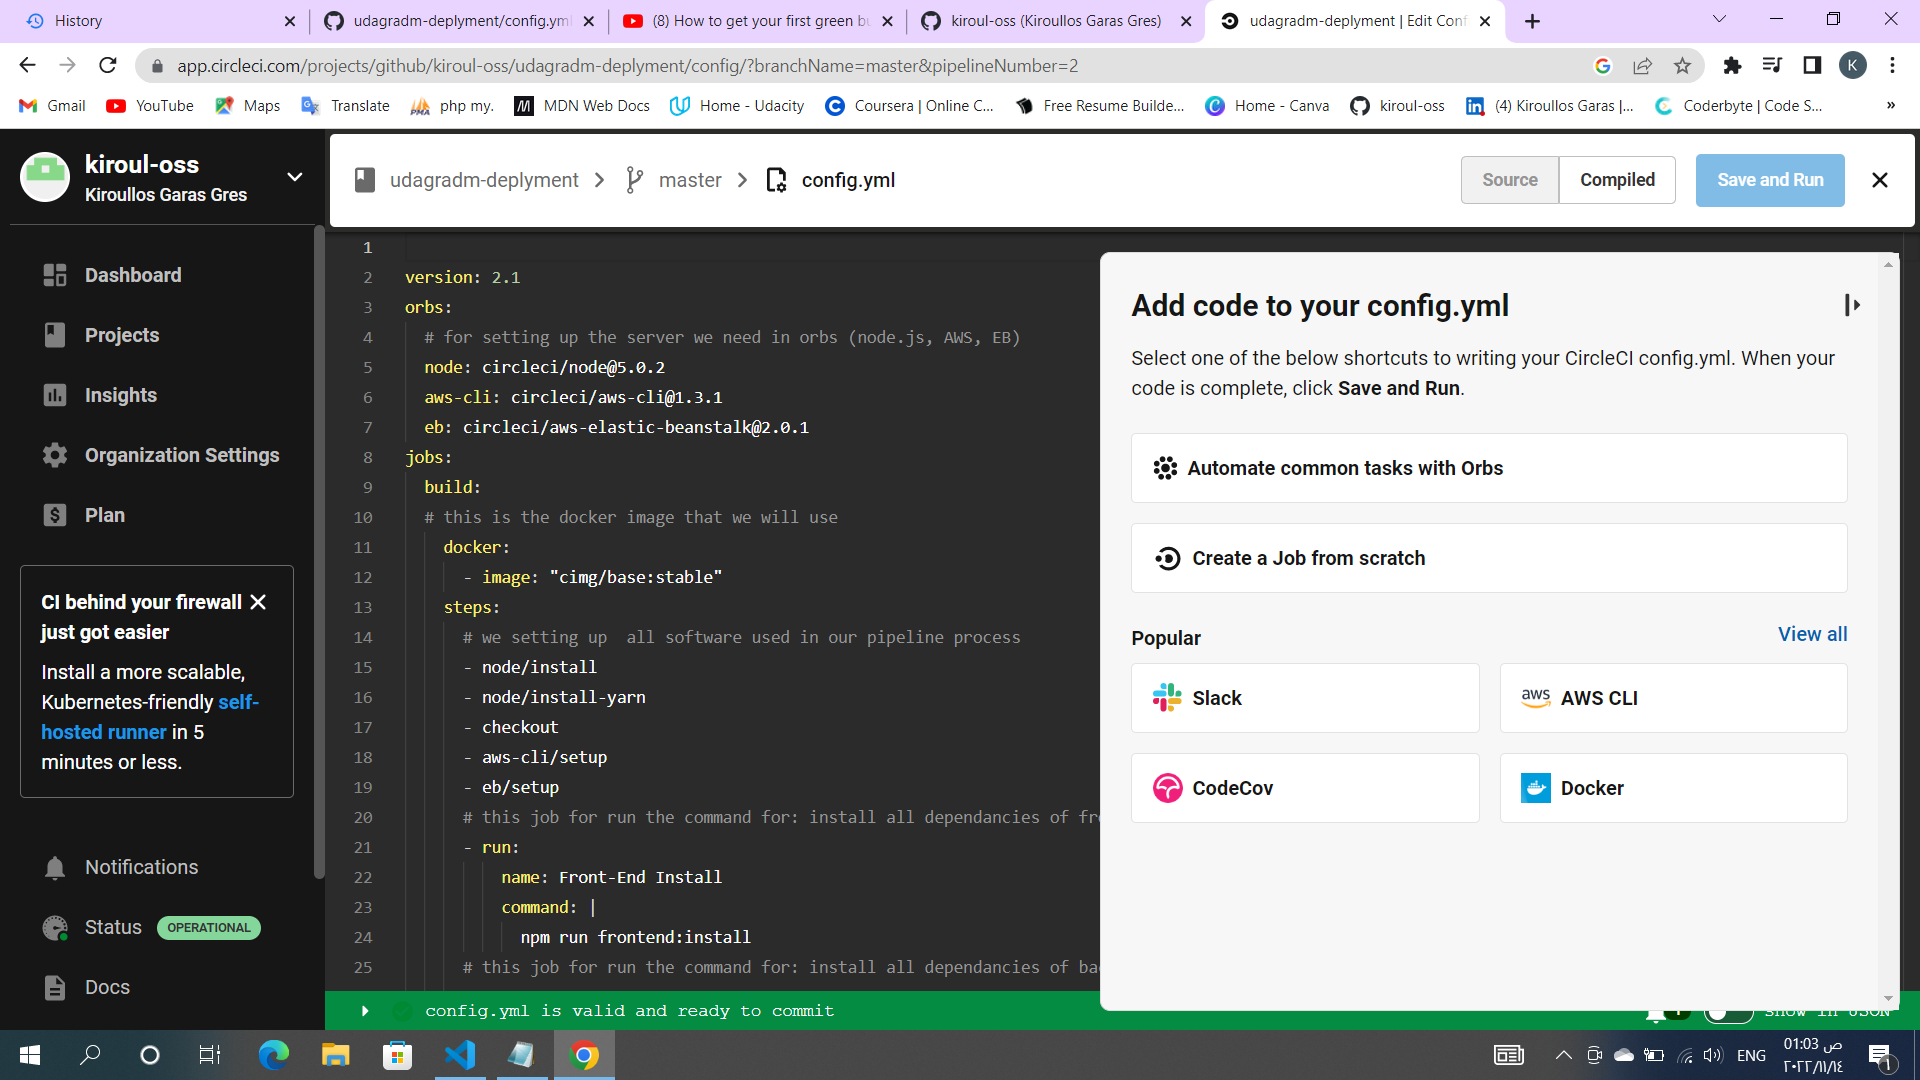 History
udagradm-deplyment/config.yml
(8) How to get your first green bu
kiroul-oss (Kiroullos Garas Gres)
udagradm-deplyment | Edit Conf
app.circleci.com/projects/github/kiroul-oss/udagradm-deplyment/config/?branchName=master&pipelineNumber=2
K
Gmail
YouTube
Maps
Translate
php my.
MDN Web Docs
Home - Udacity
Coursera | Online C...
Free Resume Builde...
Home - Canva
kiroul-oss
(4) Kiroullos Garas |...
Coderbyte | Code S...
»
kiroul-oss
Kiroullos Garas Gres
udagradm-deplyment
master
config.yml
Source
Compiled
Save and Run
Dashboard
Projects
Insights
Organization Settings
Plan
CI behind your firewall
just got easier
Install a more scalable,
Kubernetes-friendly self-
hosted runner in 5
minutes or less.
Notifications
Status OPERATIONAL
Docs
1
2 version: 2.1
3 orbs:
4 # for setting up the server we need in orbs (node.js, AWS, EB)
5 node: circleci/node@5.0.2
6 aws-cli: circleci/aws-cli@1.3.1
7 eb: circleci/aws-elastic-beanstalk@2.0.1
8 jobs:
9 build:
10 # this is the docker image that we will use
11 docker:
12 - image: "cimg/base:stable"
13 steps:
14 # we setting up  all software used in our pipeline process
15 - node/install
16 - node/install-yarn
17 - checkout
18 - aws-cli/setup
19 - eb/setup
20 # this job for run the command for: install all dependancies of fr
21 - run:
22 name: Front-End Install
23 command: |
24 npm run frontend:install
25 # this job for run the command for: install all dependancies of ba
config.yml is valid and ready to commit
Show in JSON
Add code to your config.yml
Select one of the below shortcuts to writing your CircleCI config.yml. When your
code is complete, click Save and Run.
Automate common tasks with Orbs
Create a Job from scratch
Popular
View all
Slack
aws AWS CLI
CodeCov
Docker
ENG
01:03 ص
٢٠٢٢/١١/١٤
١